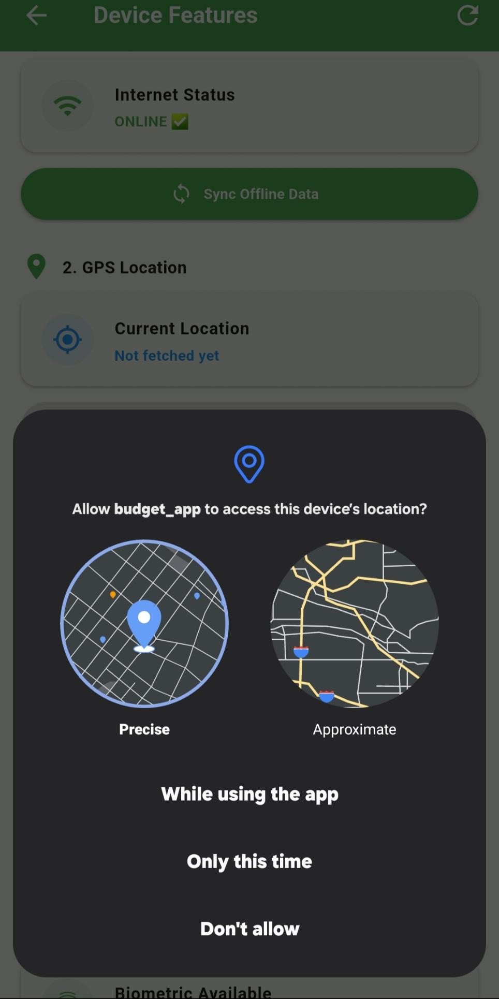 Device Features
Internet Status
ONLINE ✅
Sync Offline Data
2. GPS Location
Current Location
Not fetched yet
Allow budget_app to access this device's location?
Precise
Approximate
While using the app
Only this time
Don't allow
Biometric Available